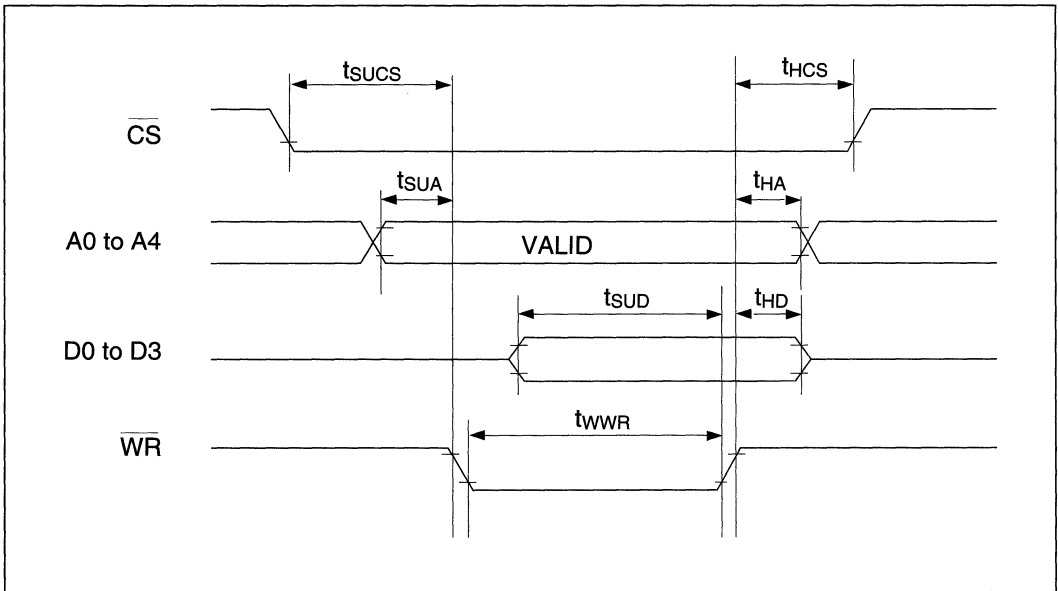 tSUCS
tHCS
CS
tSUA
tHA
A0 to A4
VALID
tSUD
tHD
D0 to D3
tWWR
WR